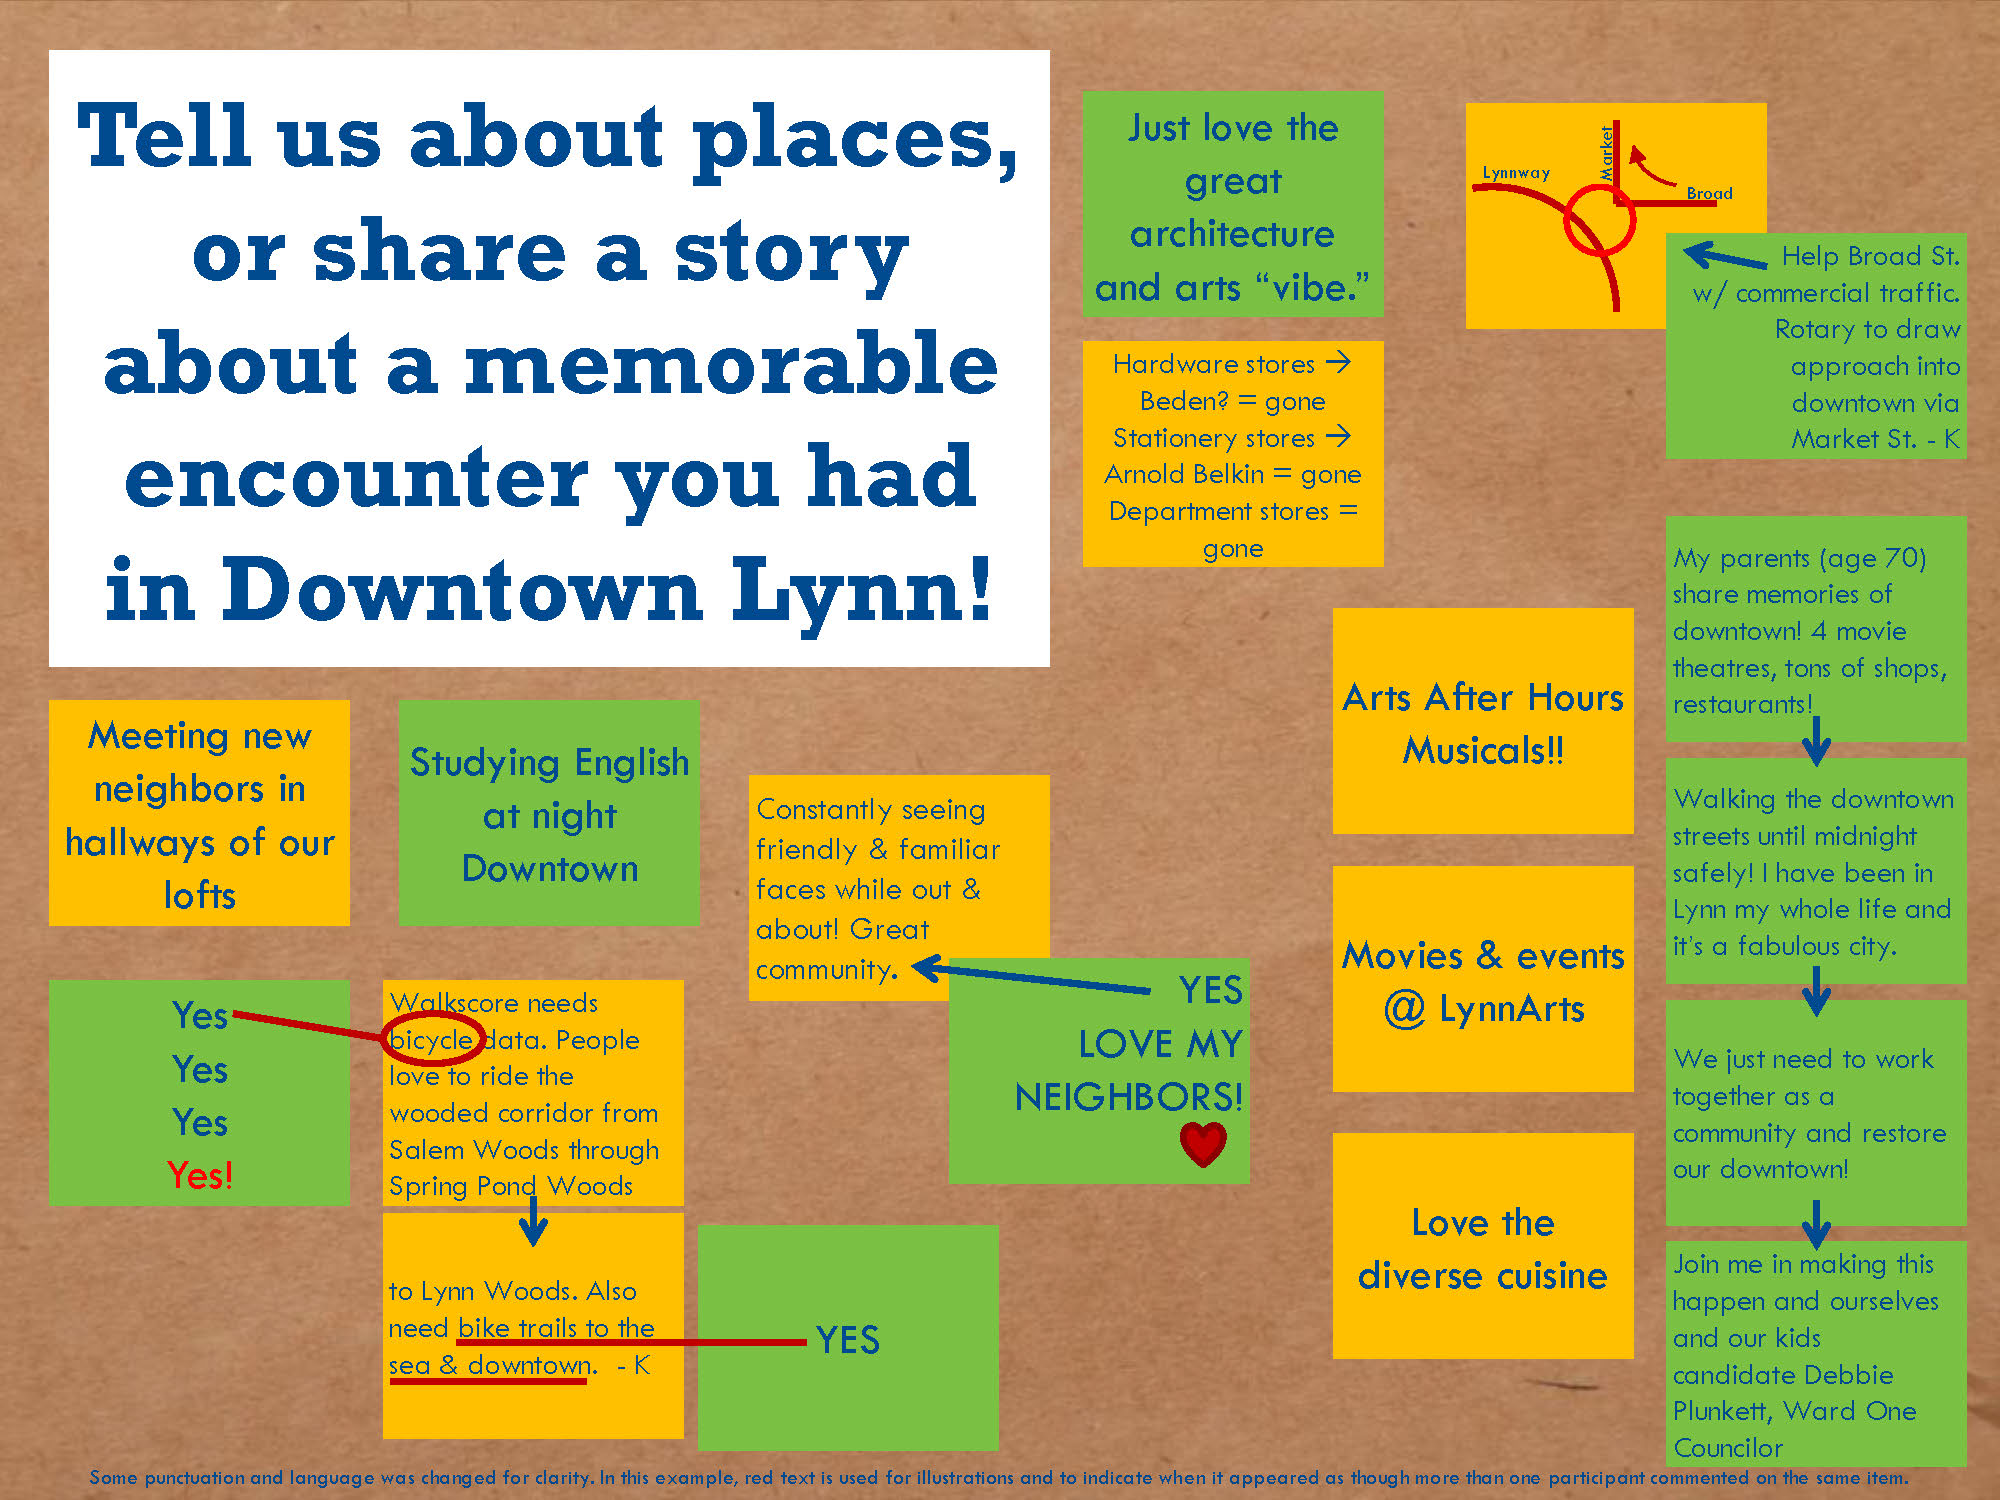 Tell us about places,
or share a story
about a memorable
encounter you had
in Downtown Lynn!
Just love the
great
architecture
and arts “vibe.”
Lynnway
Market
Broad
Help Broad St.
w/ commercial traffic.
Rotary to draw
approach into
downtown via
Market St. - K
Hardware stores →
Beden? = gone
Stationery stores →
Arnold Belkin = gone
Department stores =
gone
My parents (age 70)
share memories of
downtown! 4 movie
theatres, tons of shops,
restaurants!
Walking the downtown
streets until midnight
safely! I have been in
Lynn my whole life and
it’s a fabulous city.
We just need to work
together as a
community and restore
our downtown!
Join me in making this
happen and ourselves
and our kids
candidate Debbie
Plunkett, Ward One
Councilor
Arts After Hours
Musicals!!
Movies & events
@ LynnArts
Love the
diverse cuisine
Meeting new
neighbors in
hallways of our
lofts
Studying English
at night
Downtown
Constantly seeing
friendly & familiar
faces while out &
about! Great
community.
YES
LOVE MY
NEIGHBORS!
Yes
Yes
Yes
Yes!
Walkscore needs
bicycle data. People
love to ride the
wooded corridor from
Salem Woods through
Spring Pond Woods
to Lynn Woods. Also
need bike trails to the
sea & downtown. - K
YES
Some punctuation and language was changed for clarity. In this example, red text is used for illustrations and to indicate when it appeared as though more than one participant commented on the same item.